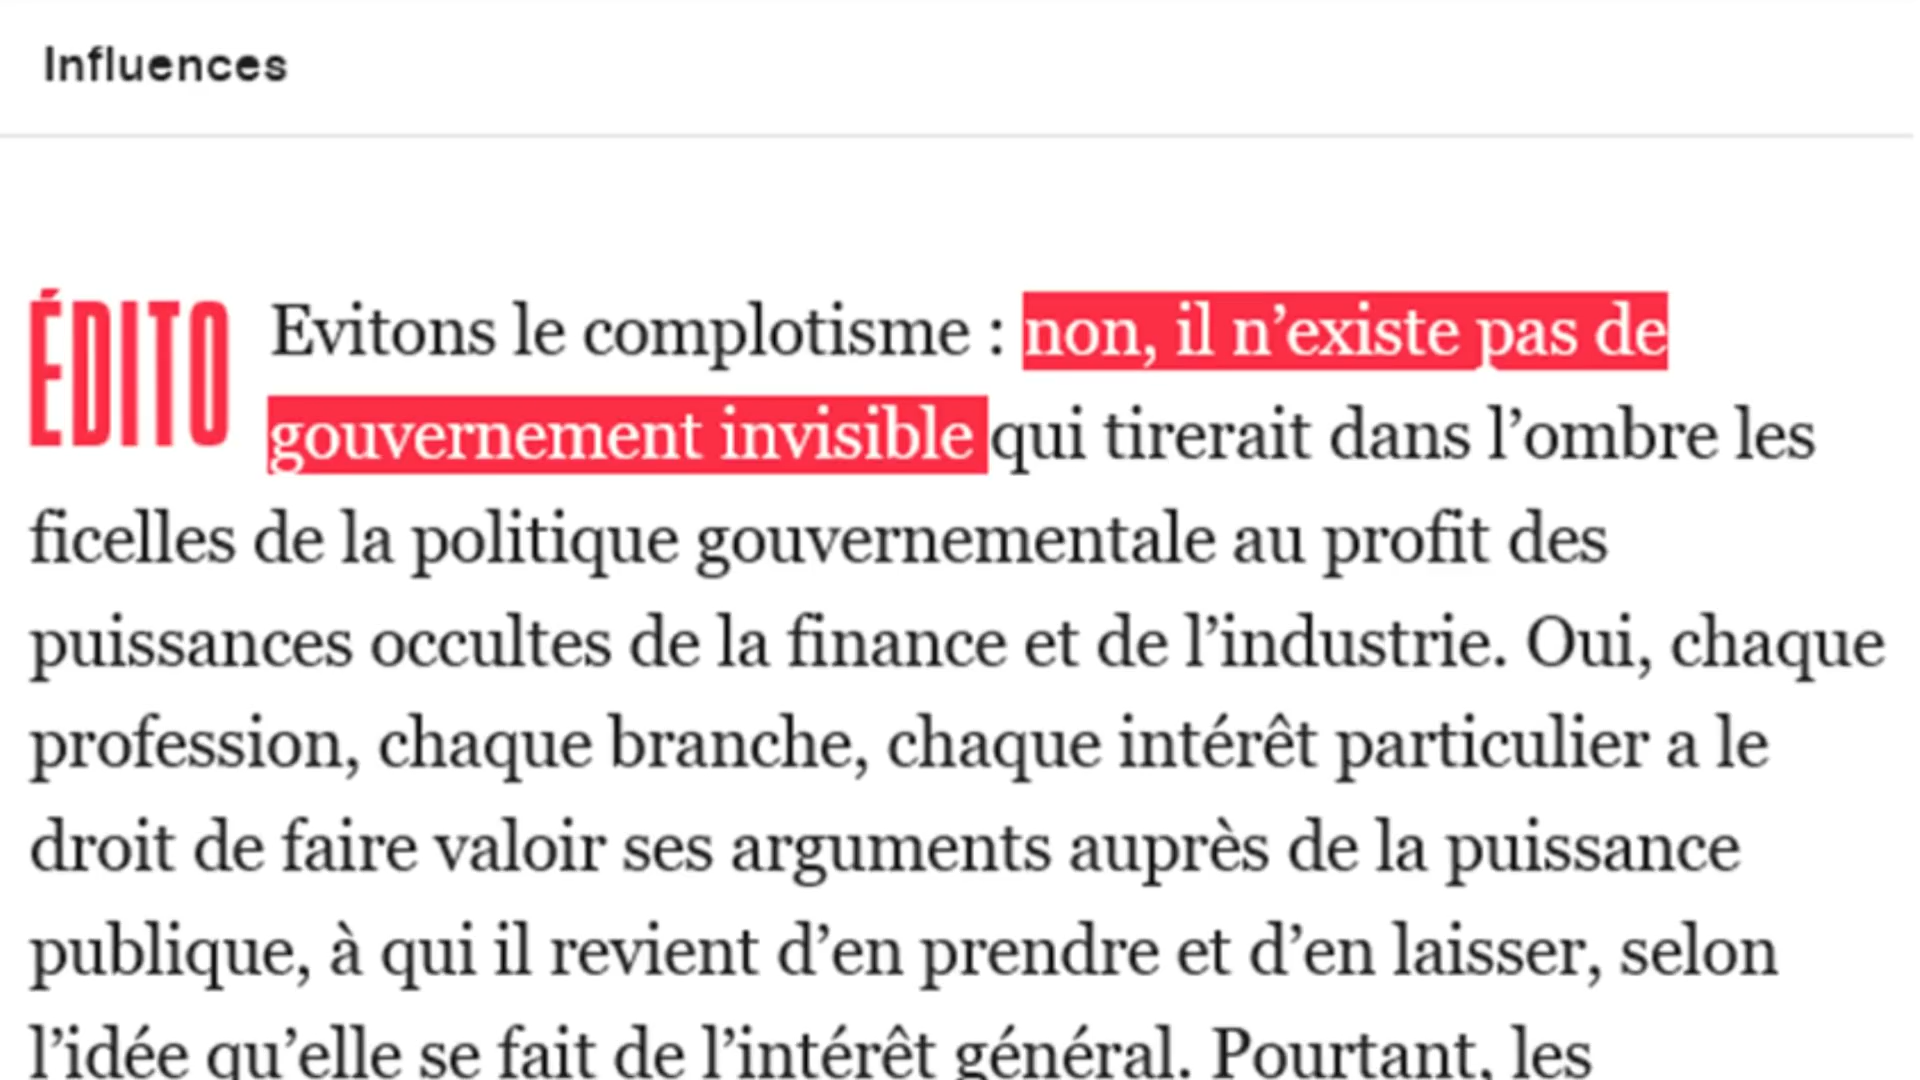 Influences
ÉDITO
Evitons le complotisme : non, il n’existe pas de
gouvernement invisible qui tirerait dans l’ombre les
ficelles de la politique gouvernementale au profit des
puissances occultes de la finance et de l’industrie. Oui, chaque
profession, chaque branche, chaque intérêt particulier a le
droit de faire valoir ses arguments auprès de la puissance
publique, à qui il revient d’en prendre et d’en laisser, selon
l’idée qu’elle se fait de l’intérêt général. Pourtant, les